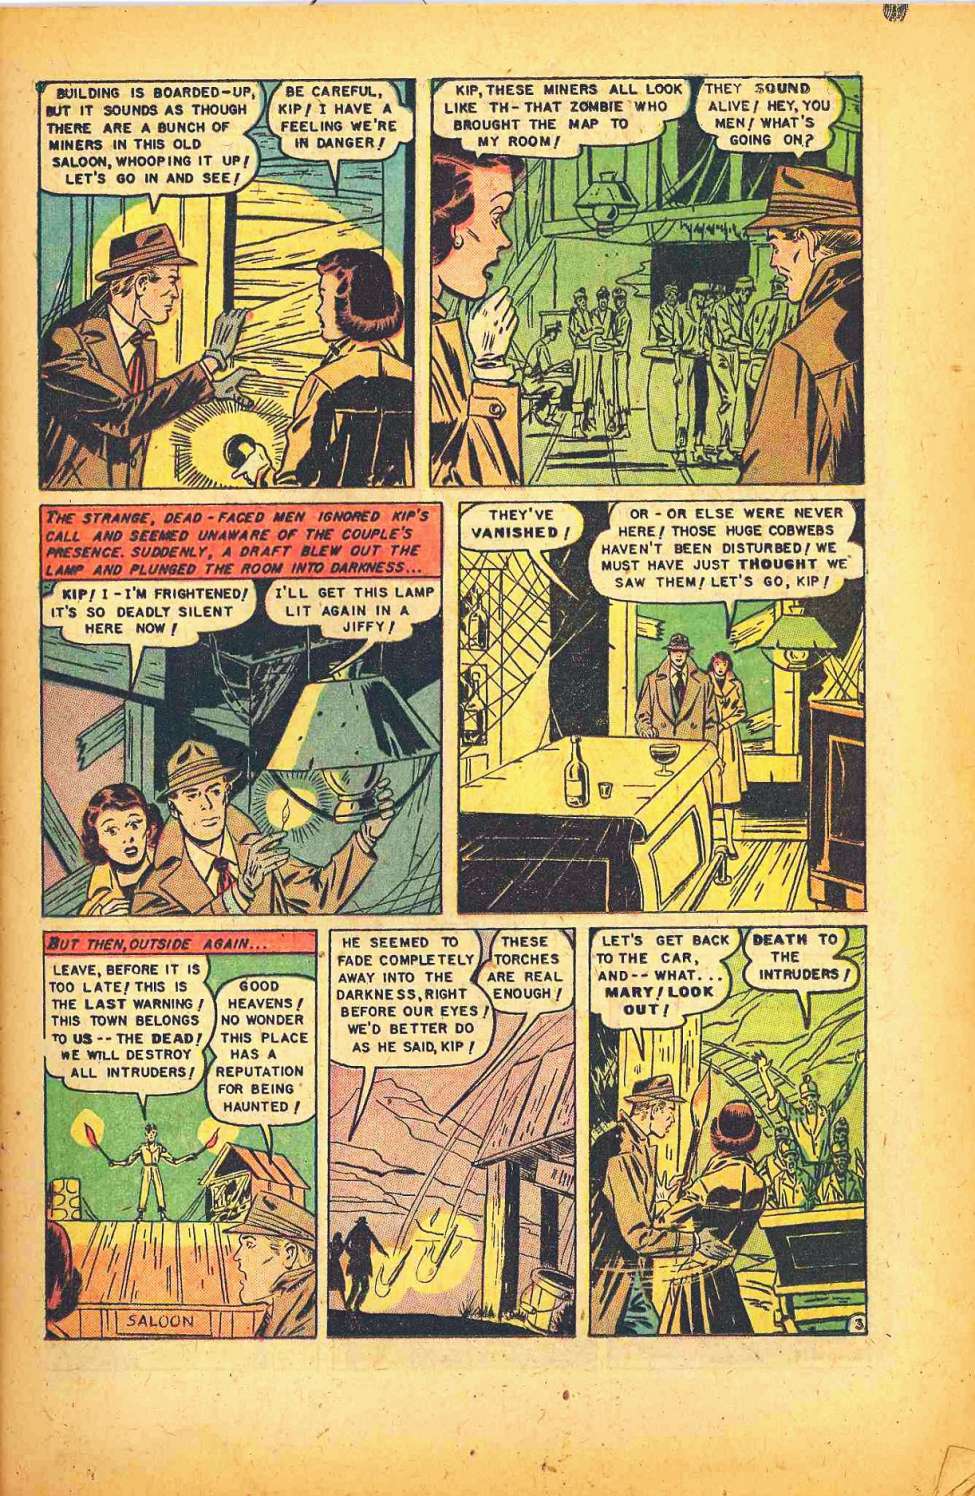 BUILDING IS BOARDED-UP,
BUT IT SOUNDS AS THOUGH
THERE ARE A BUNCH OF
MINERS IN THIS OLD
SALOON, WHOOPING IT UP!
LET'S GO IN AND SEE!
BE CAREFUL,
KIP! I HAVE A
FEELING WE'RE
IN DANGER!
KIP, THESE MINERS ALL LOOK
LIKE TH-THAT ZOMBIE WHO
BROUGHT THE MAP TO
MY ROOM!
THEY SOUND
ALIVE! HEY, YOU
MEN! WHAT'S
GOING ON?
THE STRANGE, DEAD-FACED MEN IGNORED KIP'S
CALL AND SEEMED UNAWARE OF THE COUPLE'S
PRESENCE. SUDDENLY, A DRAFT BLEW OUT THE
LAMP AND PLUNGED THE ROOM INTO DARKNESS...
KIP! I-I'M FRIGHTENED!
IT'S SO DEADLY SILENT
HERE NOW!
I'LL GET THIS LAMP
LIT AGAIN IN A
JIFFY!
THEY'VE
VANISHED!
OR-OR ELSE WERE NEVER
HERE! THOSE HUGE COBWEBS
HAVEN'T BEEN DISTURBED! WE
MUST HAVE JUST THOUGHT WE
SAW THEM! LET'S GO, KIP!
BUT THEN, OUTSIDE AGAIN...
LEAVE, BEFORE IT IS
TOO LATE! THIS IS
THE LAST WARNING!
THIS TOWN BELONGS
TO US--THE DEAD!
WE WILL DESTROY
ALL INTRUDERS!
GOOD
HEAVENS!
NO WONDER
THIS PLACE
HAS A
REPUTATION
FOR BEING
HAUNTED!
SALOON
HE SEEMED TO
FADE COMPLETELY
AWAY INTO THE
DARKNESS, RIGHT
BEFORE OUR EYES!
WE'D BETTER DO
AS HE SAID, KIP!
THESE
TORCHES
ARE REAL
ENOUGH!
LET'S GET BACK
TO THE CAR,
AND--WHAT...
MARY! LOOK
OUT!
DEATH TO
THE
INTRUDERS!
3